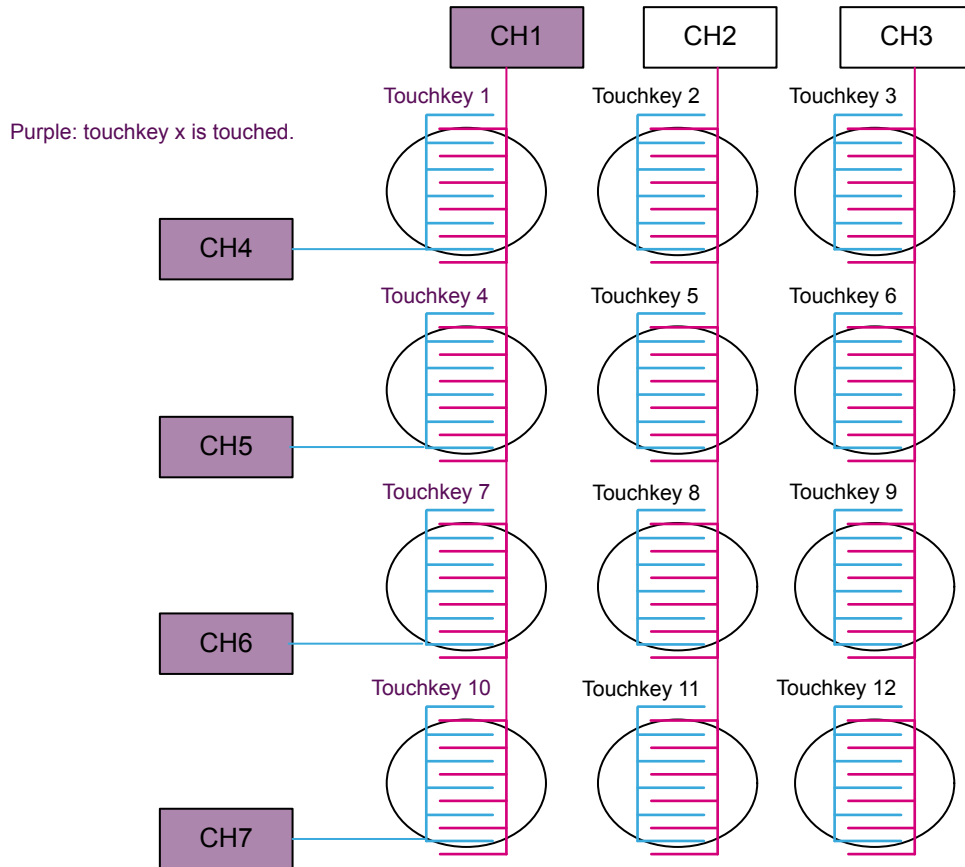 CH1
CH2
CH3
Touchkey 1
Touchkey 2
Touchkey 3
Purple: touchkey x is touched.
CH4
Touchkey 4
Touchkey 5
Touchkey 6
CH5
Touchkey 7
Touchkey 8
Touchkey 9
CH6
Touchkey 10
Touchkey 11
Touchkey 12
CH7